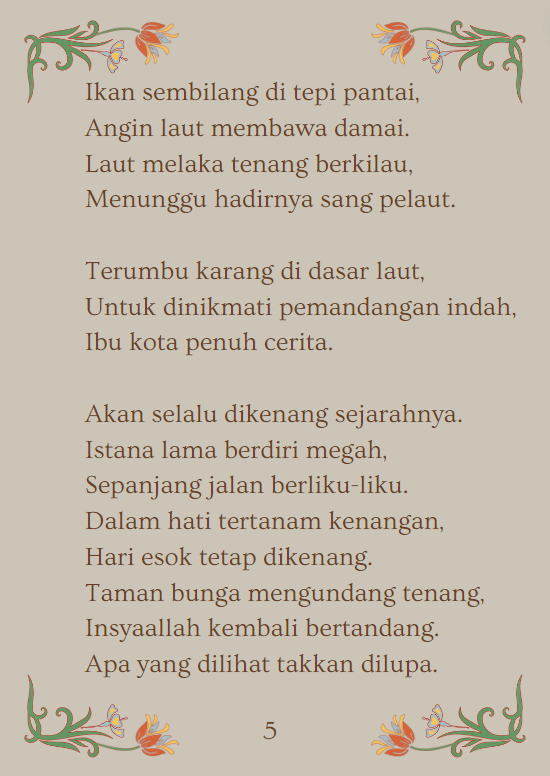 Ikan sembilang di tepi pantai,
Angin laut membawa damai.
Laut melaka tenang berkilau,
Menunggu hadirnya sang pelaut.

Terumbu karang di dasar laut,
Untuk dinikmati pemandangan indah,
Ibu kota penuh cerita.

Akan selalu dikenang sejarahnya.
Istana lama berdiri megah,
Sepanjang jalan berliku-liku.
Dalam hati tertanam kenangan,
Hari esok tetap dikenang.
Taman bunga mengundang tenang,
Insyaallah kembali bertandang.
Apa yang dilihat takkan dilupa.
5